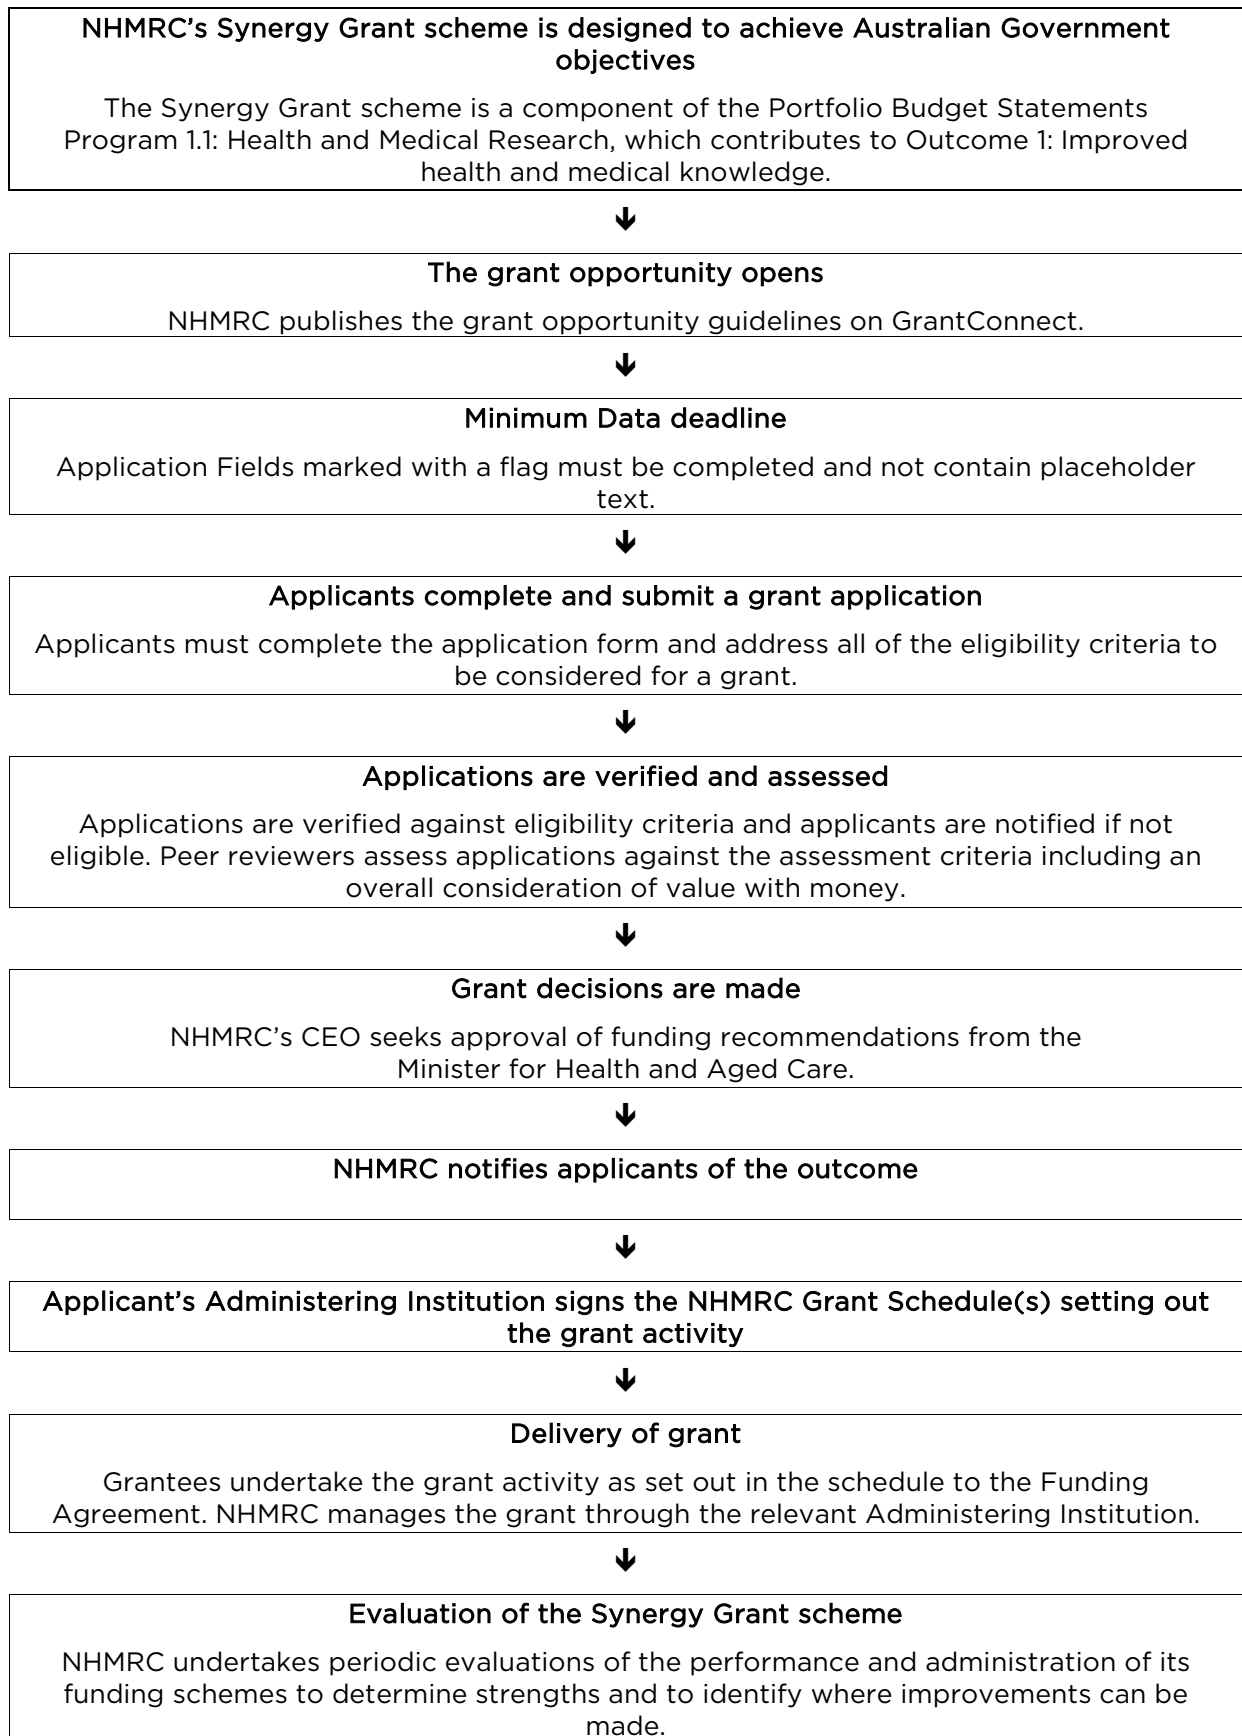 NHMRC’s Synergy Grant scheme is designed to achieve Australian Government
objectives
The Synergy Grant scheme is a component of the Portfolio Budget Statements
Program 1.1: Health and Medical Research, which contributes to Outcome 1: Improved
health and medical knowledge.
The grant opportunity opens
NHMRC publishes the grant opportunity guidelines on GrantConnect.
Minimum Data deadline
Application Fields marked with a flag must be completed and not contain placeholder
text.
Applicants complete and submit a grant application
Applicants must complete the application form and address all of the eligibility criteria to
be considered for a grant.
Applications are verified and assessed
Applications are verified against eligibility criteria and applicants are notified if not
eligible. Peer reviewers assess applications against the assessment criteria including an
overall consideration of value with money.
Grant decisions are made
NHMRC’s CEO seeks approval of funding recommendations from the
Minister for Health and Aged Care.
NHMRC notifies applicants of the outcome
Applicant’s Administering Institution signs the NHMRC Grant Schedule(s) setting out
the grant activity
Delivery of grant
Grantees undertake the grant activity as set out in the schedule to the Funding
Agreement. NHMRC manages the grant through the relevant Administering Institution.
Evaluation of the Synergy Grant scheme
NHMRC undertakes periodic evaluations of the performance and administration of its
funding schemes to determine strengths and to identify where improvements can be
made.